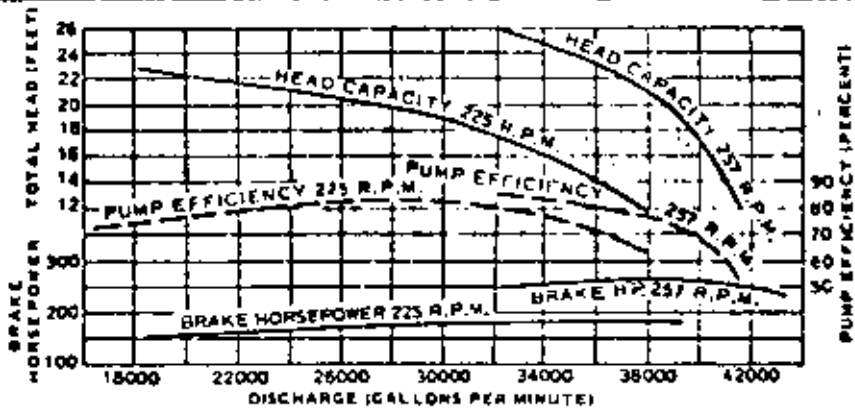 TOTAL HEAD (FEET)
26
24
22
20
18
16
14
12
BRAKE HORSEPOWER
300
200
100
HEAD CAPACITY 225 R.P.M.
HEAD CAPACITY 257 R.P.M.
PUMP EFFICIENCY 225 R.P.M.
PUMP EFFICIENCY 257 R.P.M.
BRAKE HP. 257 R.P.M.
BRAKE HORSEPOWER 225 R.P.M.
90
80
70
60
50
PUMP EFFICIENCY (PERCENT)
18000 22000 26000 30000 34000 38000 42000
DISCHARGE (GALLONS PER MINUTE)